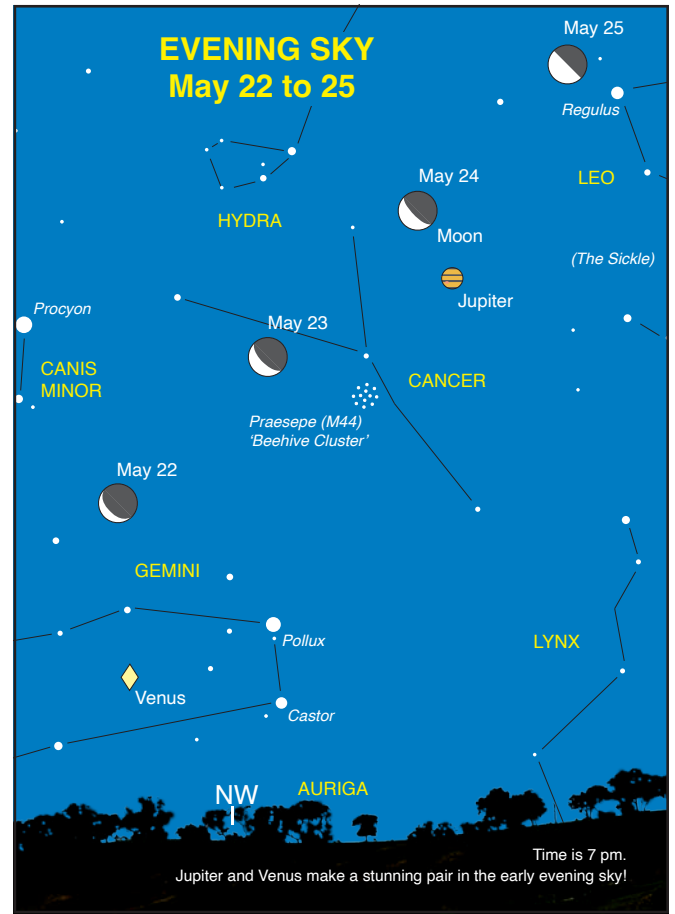 EVENING SKY
May 22 to 25
May 25
Regulus
May 24
LEO
HYDRA
Moon
(The Sickle)
Jupiter
Procyon
May 23
CANIS
MINOR
CANCER
Praesepe (M44)
‘Beehive Cluster’
May 22
GEMINI
Pollux
LYNX
Venus
Castor
AURIGA
NW
Time is 7 pm.
Jupiter and Venus make a stunning pair in the early evening sky!